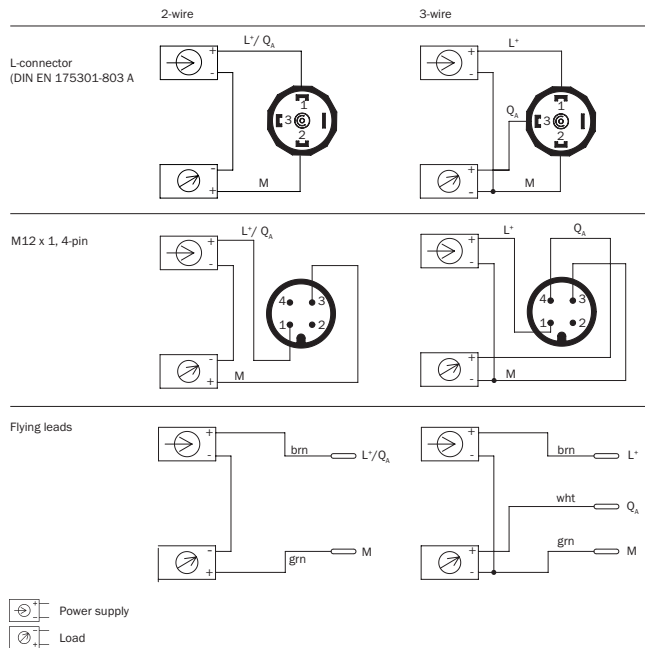 2-wire 3-wire
L-connector
(DIN EN 175301-803 A
L+/ QA
+
-
1
3
2
-
+
M
L+
+
-
1
QA
3
2
+
-
M
M12 x 1, 4-pin
L+/ QA
+
-
4 3
1 2
-
+
M
L+ QA
+
-
4 3
1 2
+
-
M
Flying leads
+
-
brn L+/QA
-
+
grn M
+
-
brn L+
wht QA
+
-
grn M
+
-
Power supply
-
+
Load